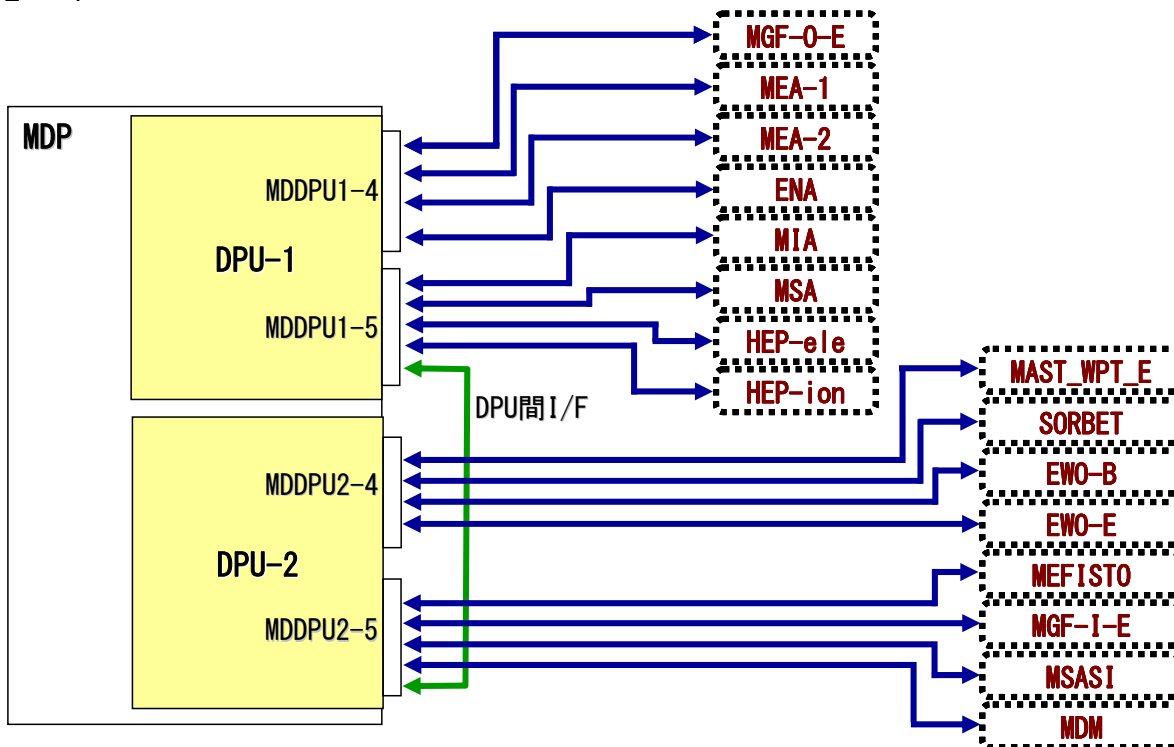 MGF-O-E
MEA-1
MDP
MEA-2
MDDPU1-4
ENA
DPU-1
MIA
MSA
MDDPU1-5
HEP-ele
HEP-ion
MAST_WPT_E
DPU間I/F
SORBET
MDDPU2-4
EWO-B
EWO-E
DPU-2
MEFISTO
MDDPU2-5
MGF-I-E
MSASI
MDM